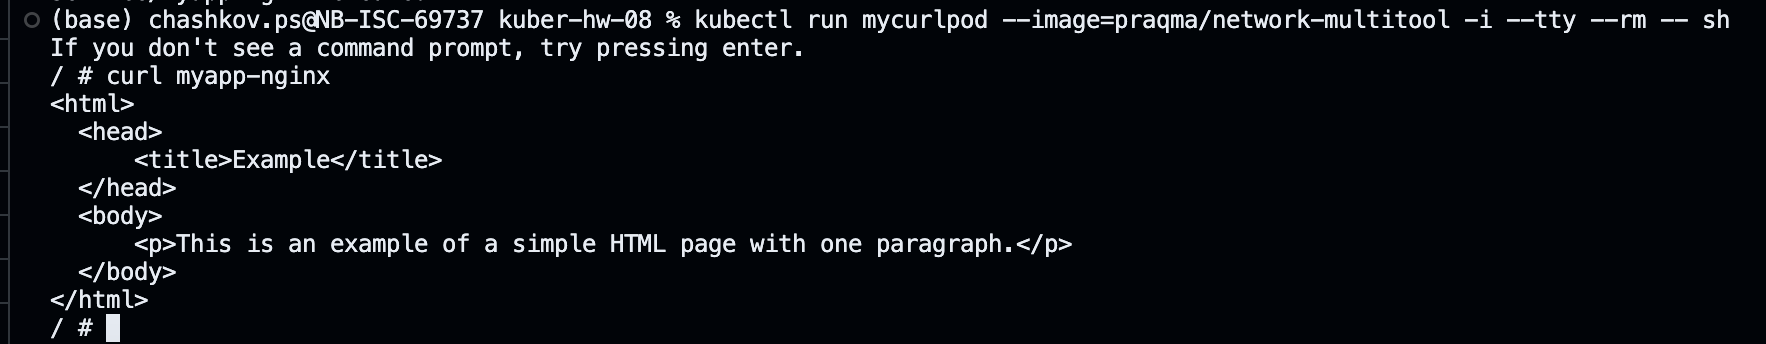 (base) chashkov.ps@NB-ISC-69737 kuber-hw-08 % kubectl run mycurlpod --image=praqma/network-multitool -i --tty --rm -- sh
If you don't see a command prompt, try pressing enter.
/ # curl myapp-nginx
<html>
  <head>
      <title>Example</title>
  </head>
  <body>
      <p>This is an example of a simple HTML page with one paragraph.</p>
  </body>
</html>
/ #